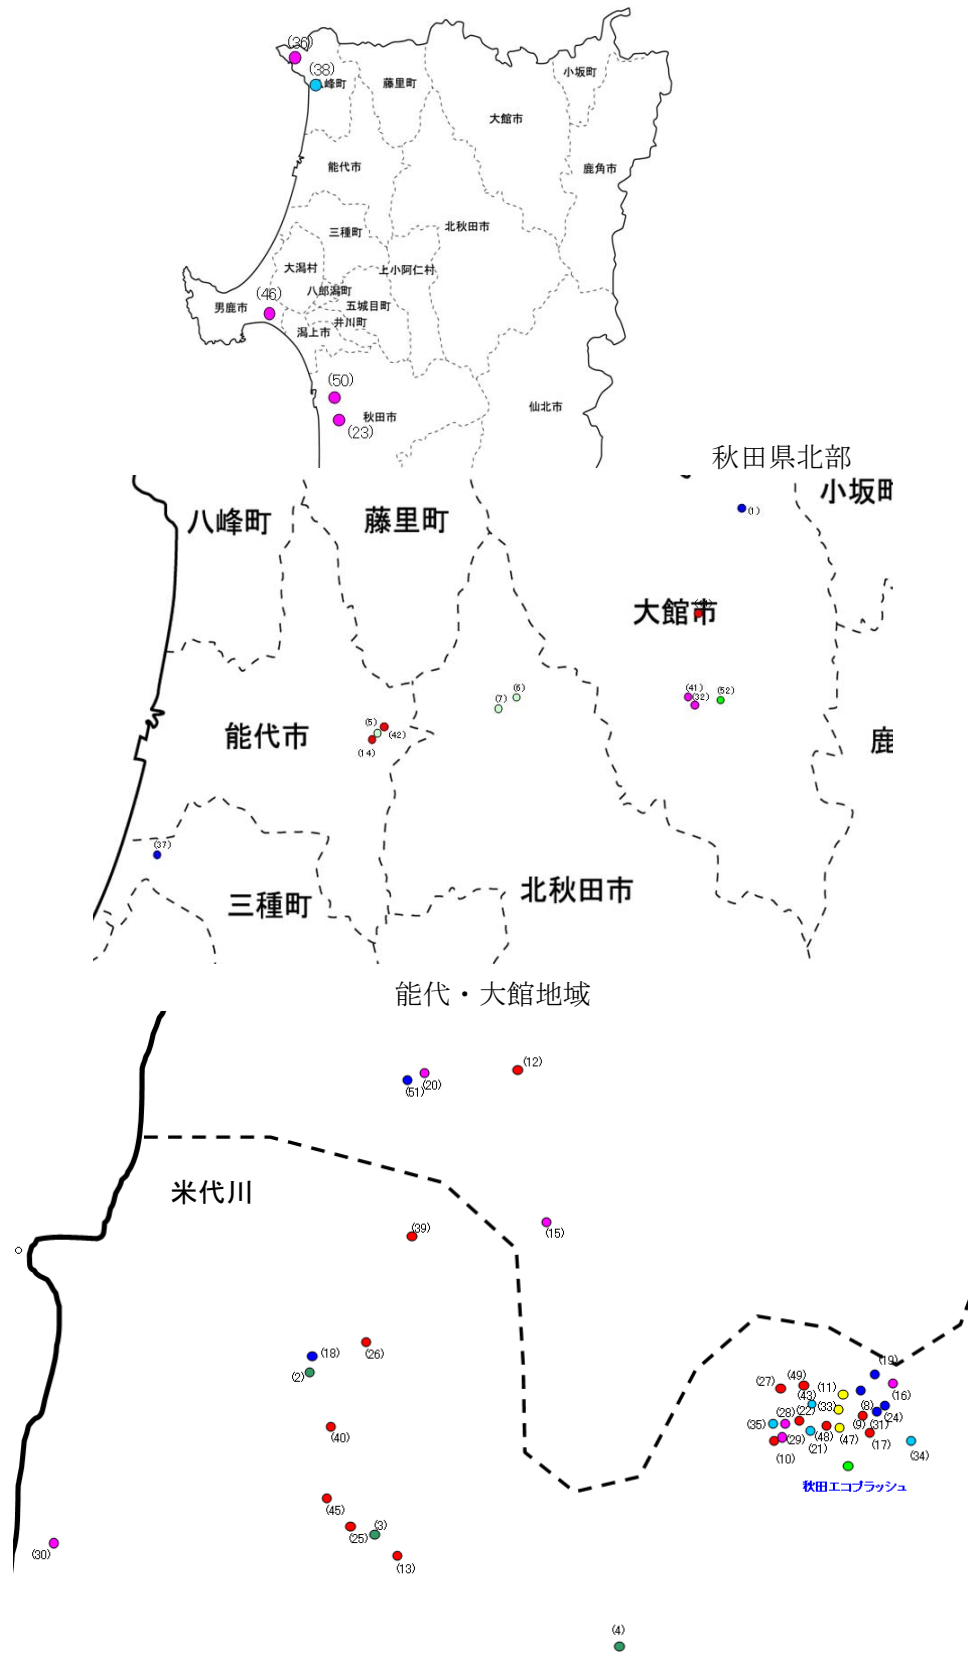 (36)
(38)
八峰町
藤里町
小坂町
大館市
能代市
鹿角市
三種町
北秋田市
大潟村
上小阿仁村
八郎潟町
(46)
男鹿市
五城目町
井川町
潟上市
(50)
仙北市
秋田市
(23)
秋田県北部
小坂町
(1)
八峰町
藤里町
大館市
(41)
(32)
(52)
(6)
(7)
(5)
(42)
(14)
能代市
鹿
(37)
北秋田市
三種町
能代・大館地域
(12)
(51)
(20)
米代川
(39)
(15)
(18)
(26)
(2)
(19)
(27)
(49)
(11)
(16)
(43)
(33)
(8)
(24)
(28)
(22)
(35)
(9)
(31)
(29)
(48)
(47)
(17)
(21)
(10)
(34)
(40)
秋田エコプラッシュ
(45)
(25)
(3)
(30)
(13)
(4)